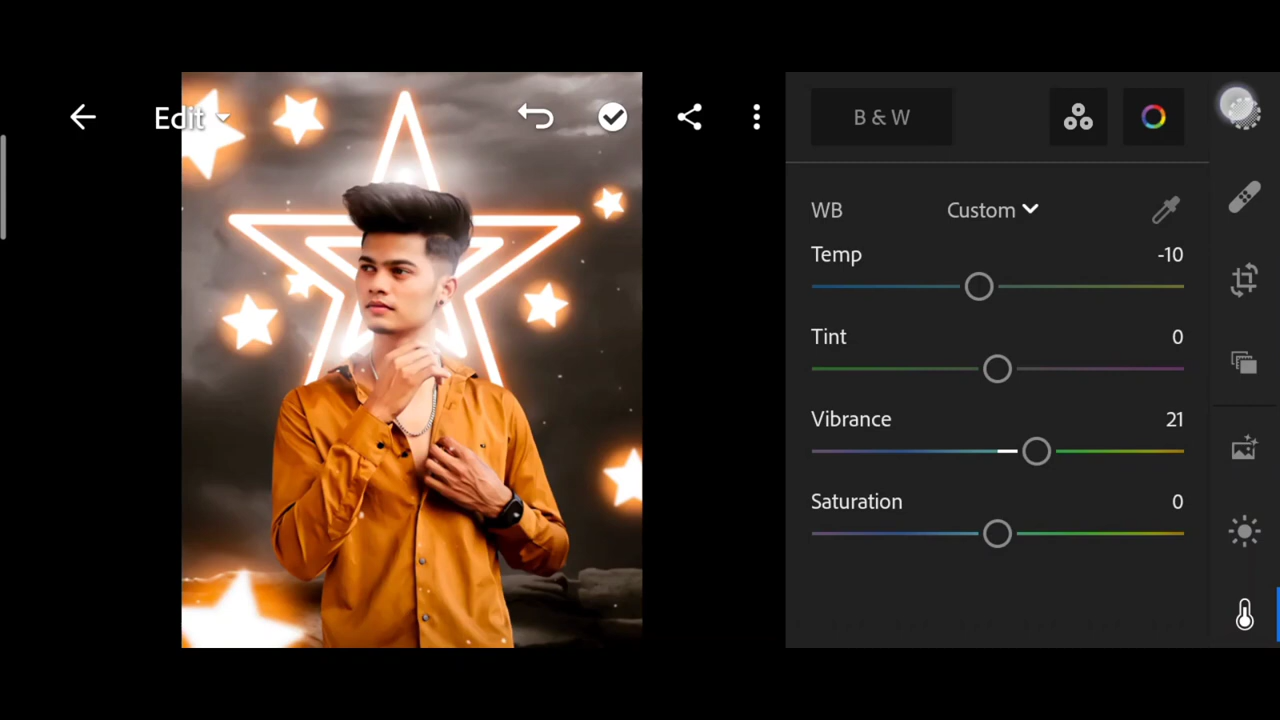 Edit
B & W
WB Custom
Temp -10
Tint 0
Vibrance 21
Saturation 0